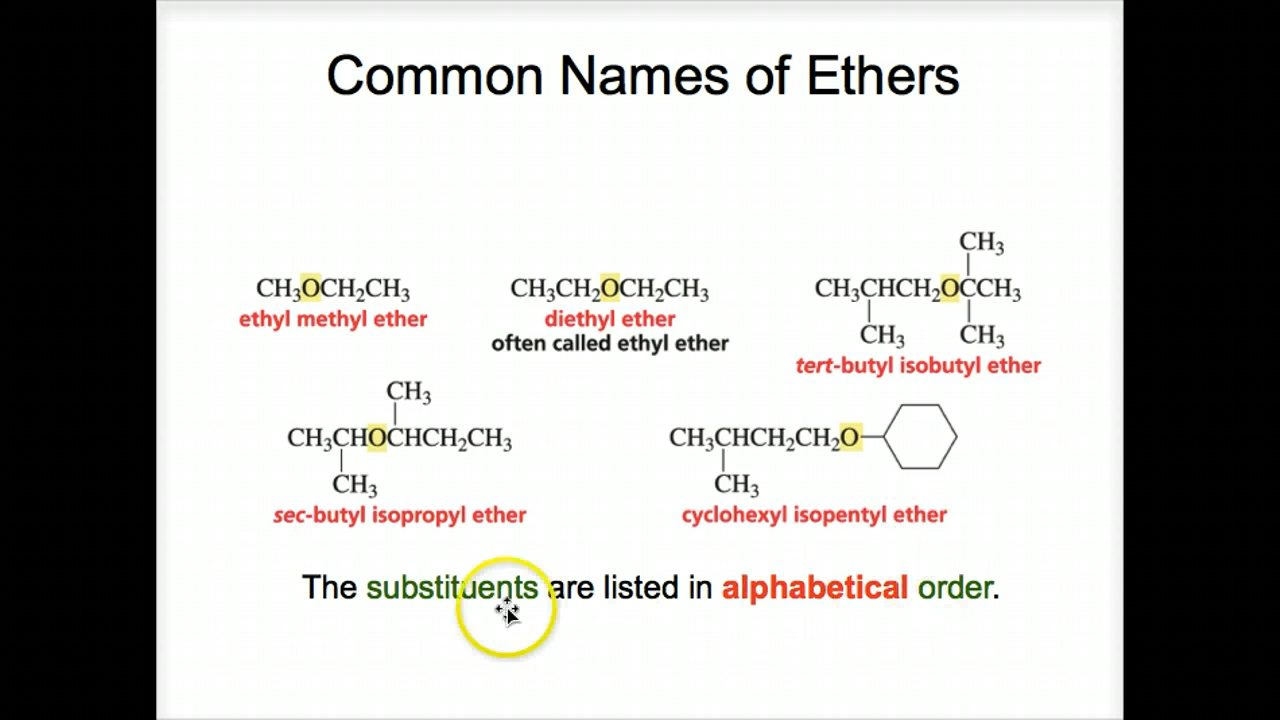 Common Names of Ethers
CH₃
CH₃OCH₂CH₃ CH₃CH₂OCH₂CH₃ CH₃CHCH₂OCCH₃
ethyl methyl ether diethyl ether
often called ethyl ether
CH₃ CH₃
tert-butyl isobutyl ether
CH₃
CH₃CHOCHCH₂CH₃ CH₃CHCH₂CH₂O
CH₃ CH₃
sec-butyl isopropyl ether cyclohexyl isopentyl ether
The substituents are listed in alphabetical order.